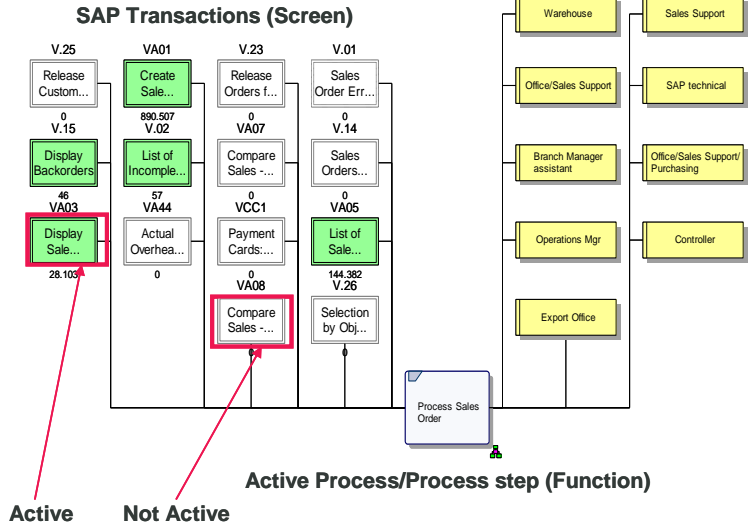 SAP Transactions (Screen)
V.25
Release
Custom...
0
VA01
Create
Sale...
890.507
V.23
Release
Orders f...
0
V.01
Sales
Order Err...
0
V.15
Display
Backorders
46
V.02
List of
Incomple...
57
VA07
Compare
Sales -...
0
V.14
Sales
Orders...
0
VA03
Display
Sale...
28.103
VA44
Actual
Overhea...
0
VCC1
Payment
Cards:...
0
VA05
List of
Sale...
144.382
VA08
Compare
Sales -...
0
V.26
Selection
by Obj...
0
Warehouse
Sales Support
Office/Sales Support
SAP technical
Branch Manager
assistant
Office/Sales Support/
Purchasing
Operations Mgr
Controller
Export Office
Process Sales
Order
Active Process/Process step (Function)
Active
Not Active